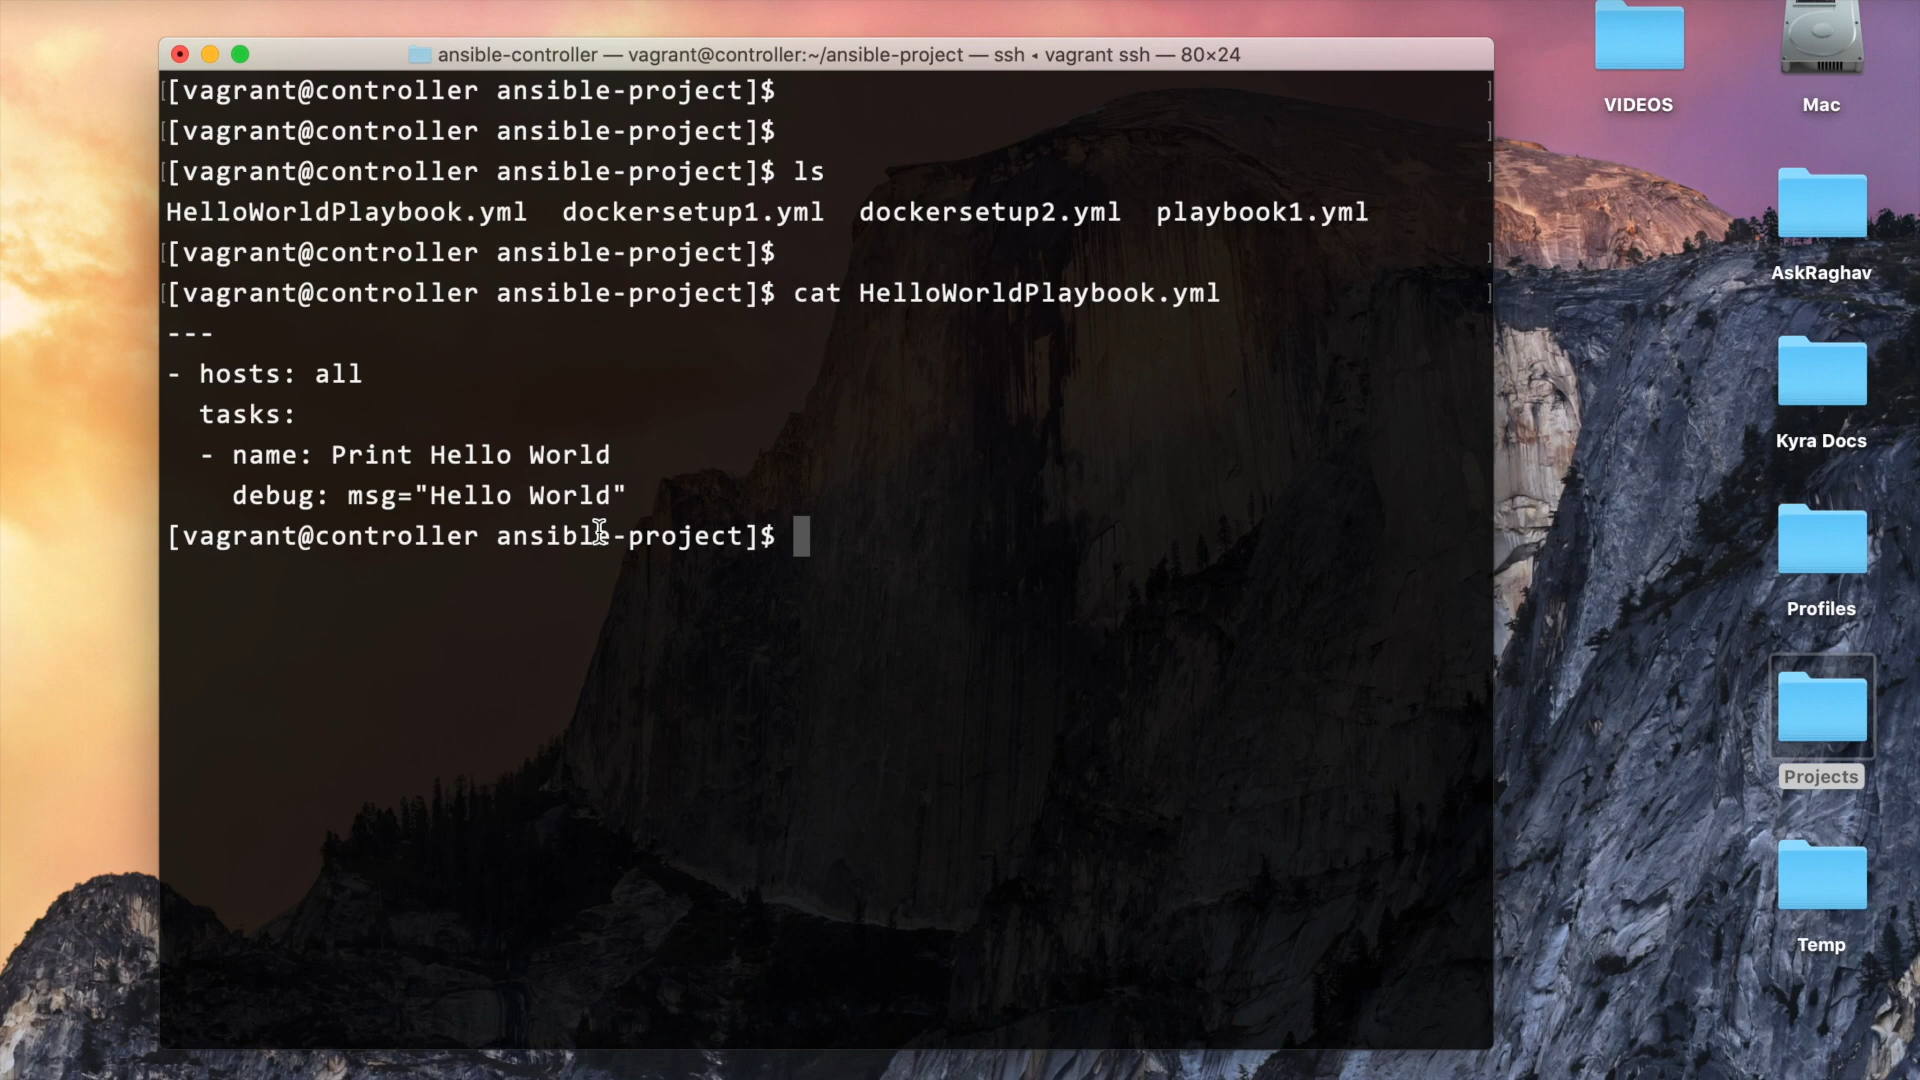 ansible-controller — vagrant@controller:~/ansible-project — ssh ◂ vagrant ssh — 80×24
[vagrant@controller ansible-project]$
[vagrant@controller ansible-project]$
[vagrant@controller ansible-project]$ ls
HelloWorldPlaybook.yml  dockersetup1.yml  dockersetup2.yml  playbook1.yml
[vagrant@controller ansible-project]$
[vagrant@controller ansible-project]$ cat HelloWorldPlaybook.yml
---
- hosts: all
  tasks:
  - name: Print Hello World
    debug: msg="Hello World"
[vagrant@controller ansible-project]$
VIDEOS
Mac
AskRaghav
Kyra Docs
Profiles
Projects
Temp